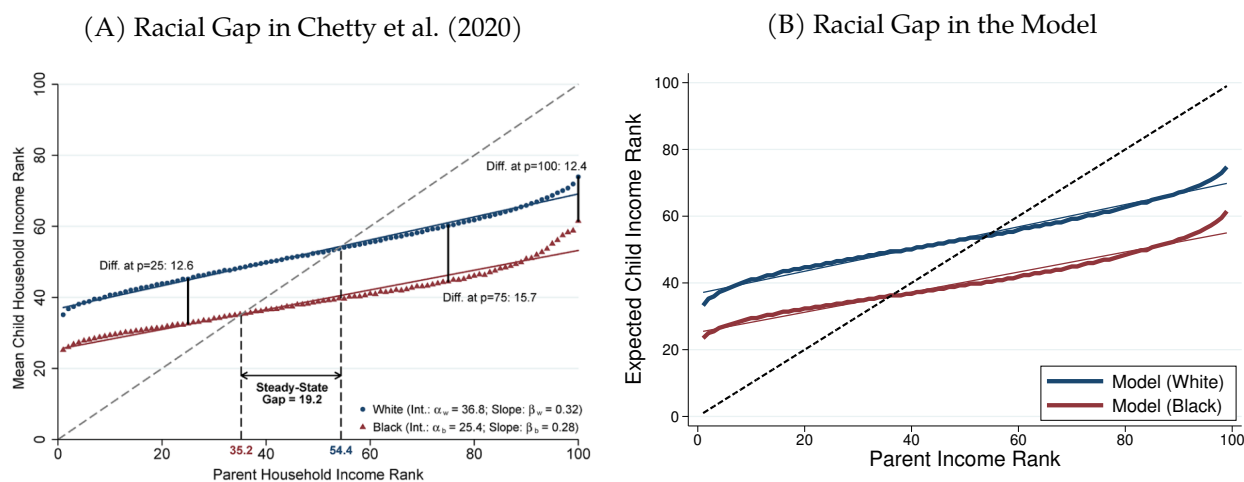 (A) Racial Gap in Chetty et al. (2020)
Mean Child Household Income Rank
100
80
60
40
20
0
Diff. at p=100: 12.4
Diff. at p=25: 12.6
Diff. at p=75: 15.7
Steady-State
Gap = 19.2
White (Int.: αw = 36.8; Slope: βw = 0.32)
Black (Int.: αb = 25.4; Slope: βb = 0.28)
0 20 35.2 40 54.4 60 80 100
Parent Household Income Rank
(B) Racial Gap in the Model
Expected Child Income Rank
100
80
60
40
20
0
Model (White)
Model (Black)
0 20 40 60 80 100
Parent Income Rank